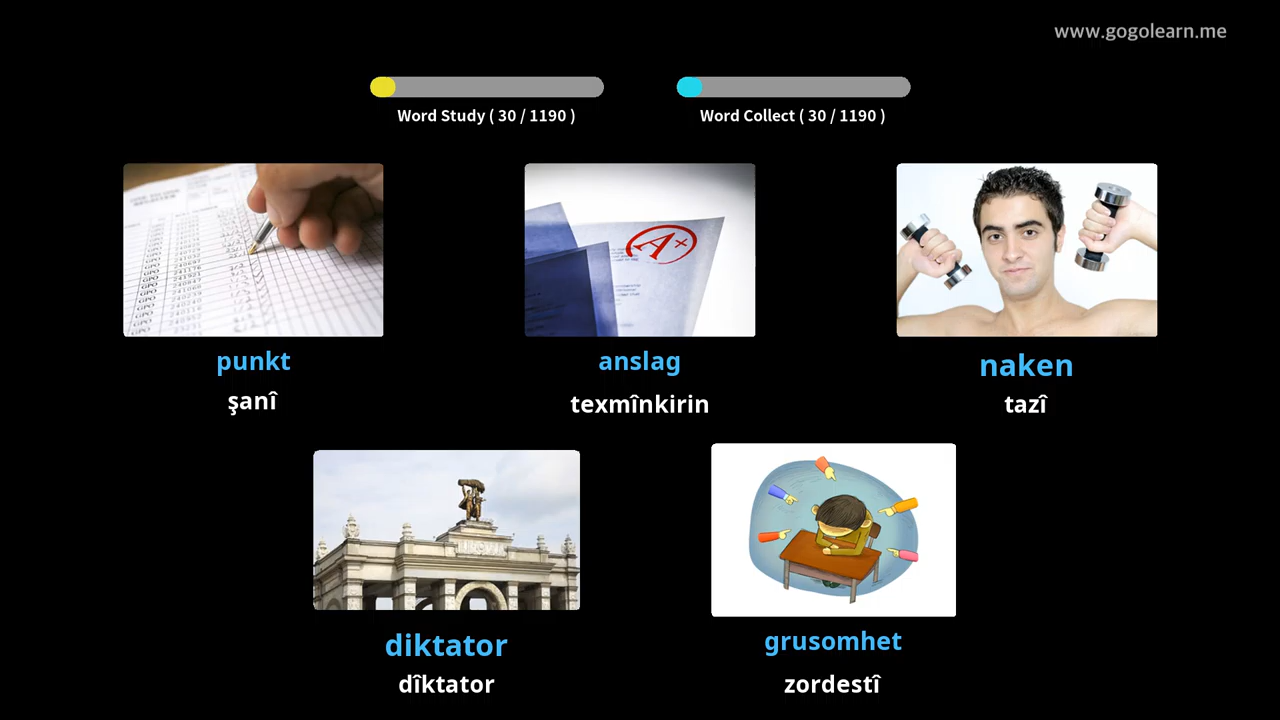 www.gogolearn.me
Word Study ( 30 / 1190 )
Word Collect ( 30 / 1190 )
A+
punkt
şanî
anslag
texmînkirin
naken
tazî
diktator
dîktator
grusomhet
zordestî